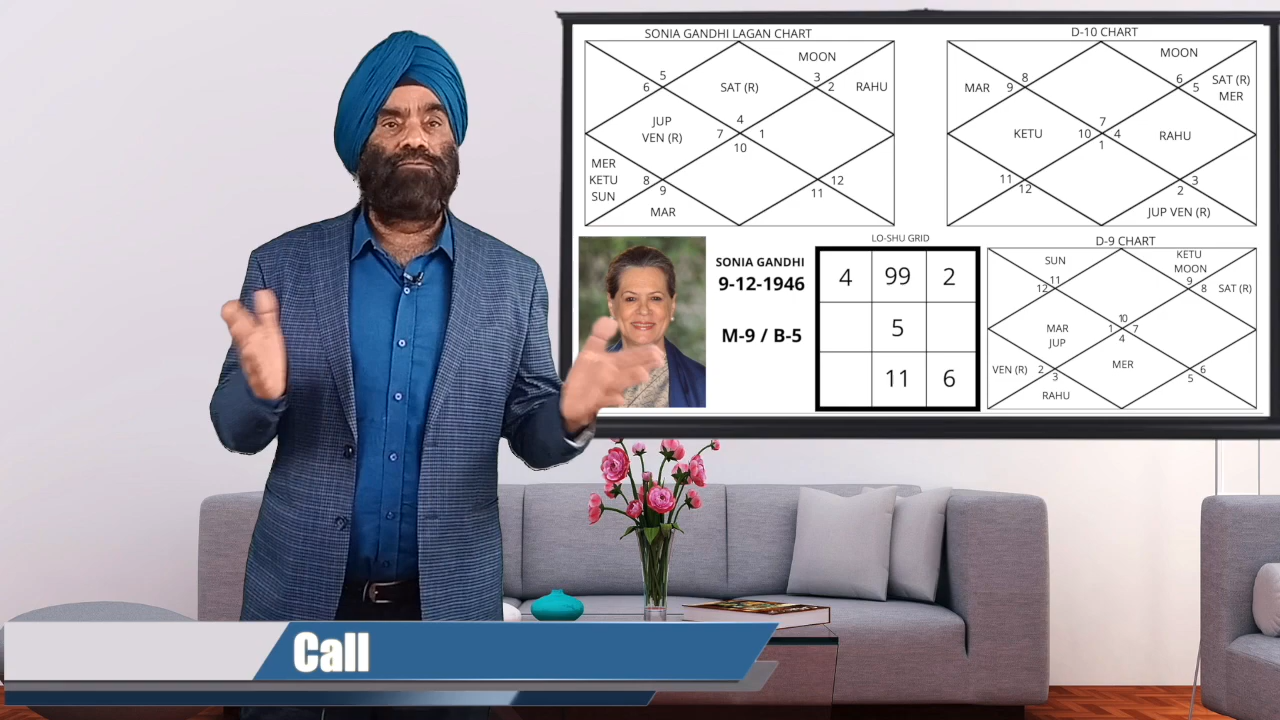 SONIA GANDHI LAGAN CHART
MOON
5
3
6
SAT (R)
2
RAHU
JUP
VEN (R)
4
7
1
10
MER
KETU
SUN
8
12
9
11
MAR
D-10 CHART
MOON
8
6
MAR
9
5
SAT (R)
MER
7
KETU
10
4
RAHU
1
11
3
12
2
JUP VEN (R)
SONIA GANDHI
9-12-1946
M-9 / B-5
LO-SHU GRID
4 99 2
5
11 6
D-9 CHART
SUN
KETU
MOON
11
9
12
8
SAT (R)
10
MAR
JUP
1
7
4
VEN (R)
2
MER
6
3
5
RAHU
Call